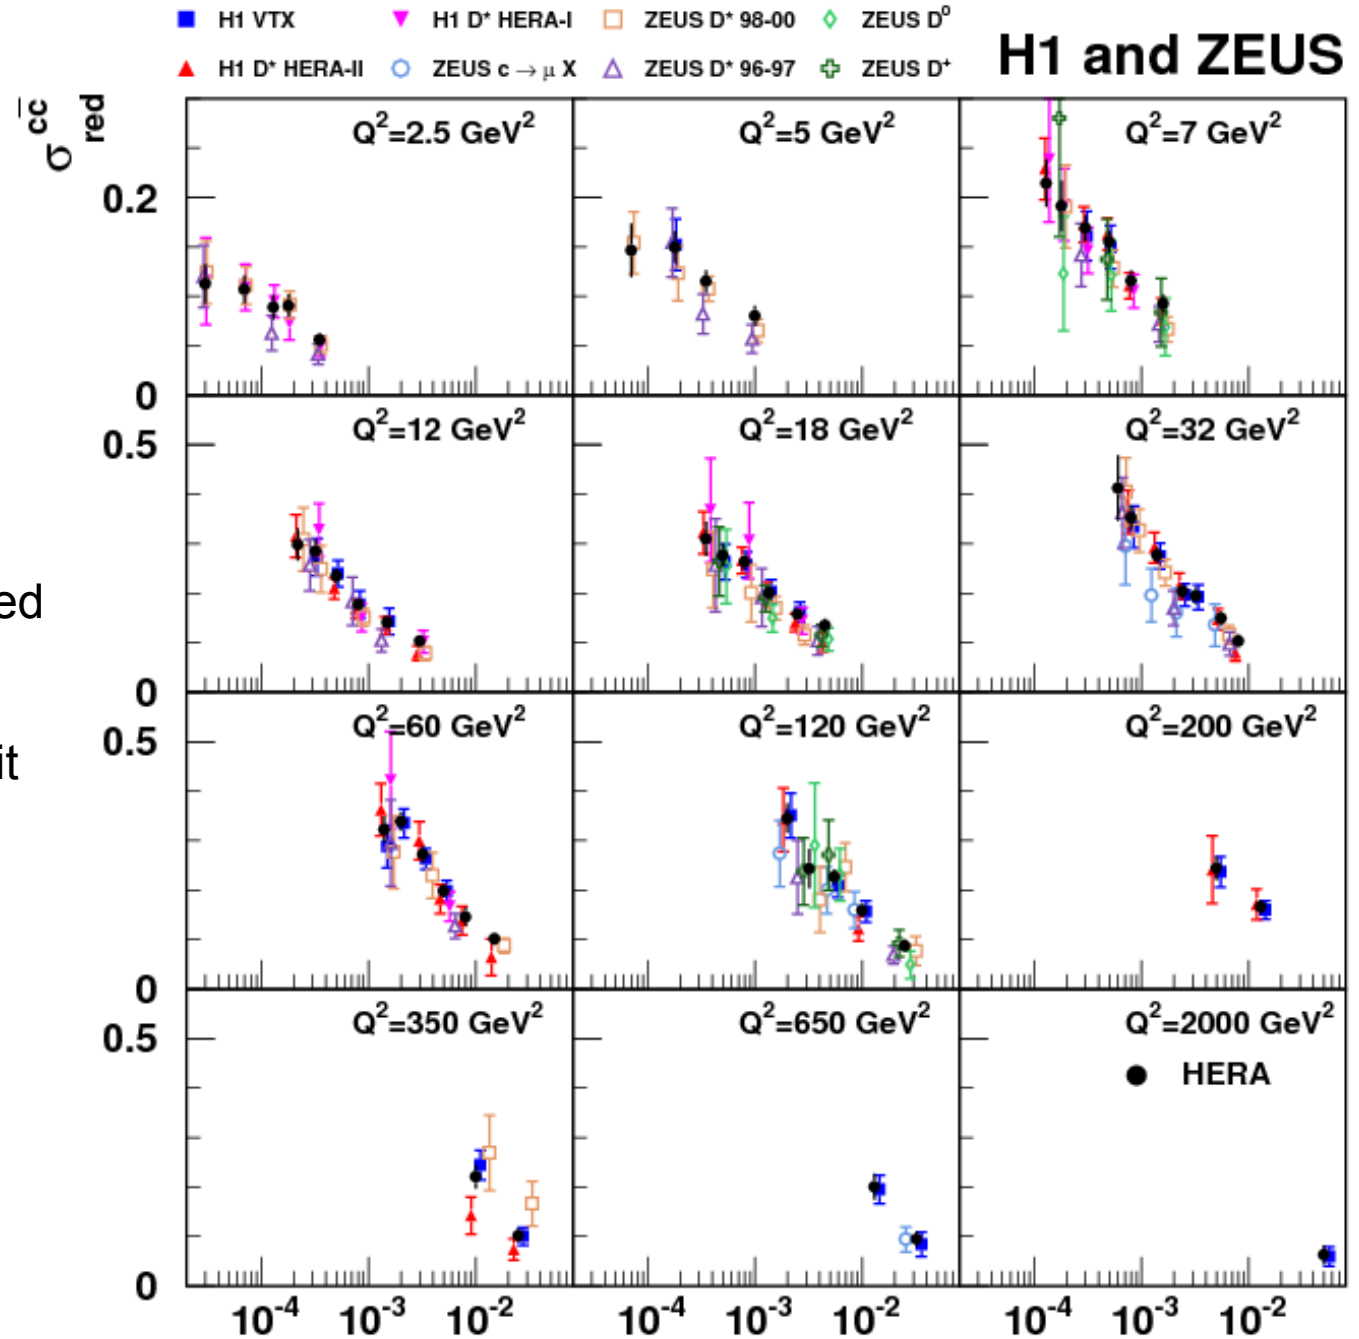 H1 VTX
H1 D* HERA-I
ZEUS D* 98-00
ZEUS D⁰
H1 D* HERA-II
ZEUS c → μ X
ZEUS D* 96-97
ZEUS D⁺
H1 and ZEUS
σ red cc̄
Q²=2.5 GeV²
Q²=5 GeV²
Q²=7 GeV²
0.2
0
Q²=12 GeV²
Q²=18 GeV²
Q²=32 GeV²
0.5
ed
0
Q²=60 GeV²
Q²=120 GeV²
Q²=200 GeV²
0.5
it
0
Q²=350 GeV²
Q²=650 GeV²
Q²=2000 GeV²
0.5
HERA
0
10⁻⁴ 10⁻³ 10⁻² 10⁻⁴ 10⁻³ 10⁻² 10⁻⁴ 10⁻³ 10⁻²